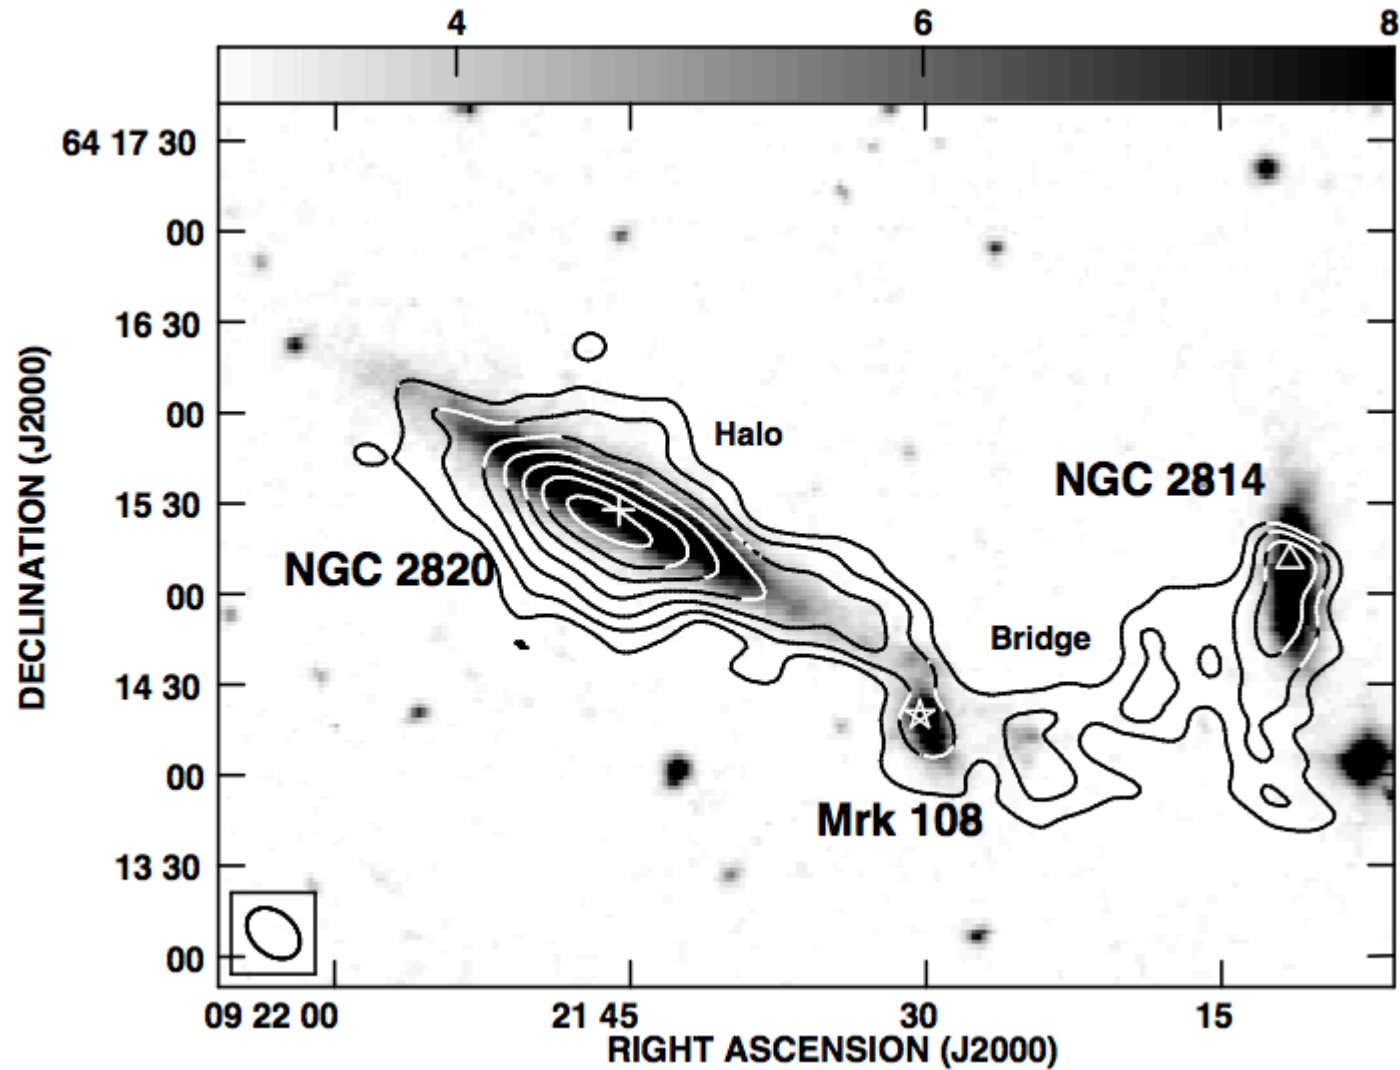 4 6 8
64 17 30
00
16 30
00
Halo
NGC 2814
15 30
NGC 2820
00
Bridge
14 30
00
Mrk 108
13 30
00
09 22 00 21 45 30 15
RIGHT ASCENSION (J2000)
DECLINATION (J2000)